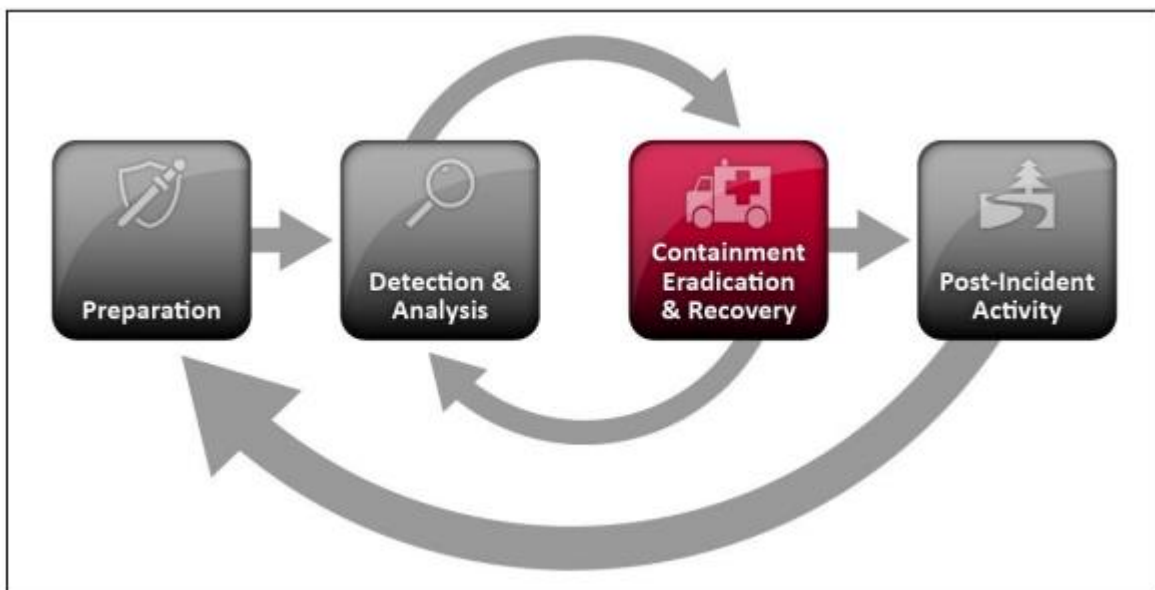 Preparation
Detection &
Analysis
Containment
Eradication
& Recovery
Post-Incident
Activity